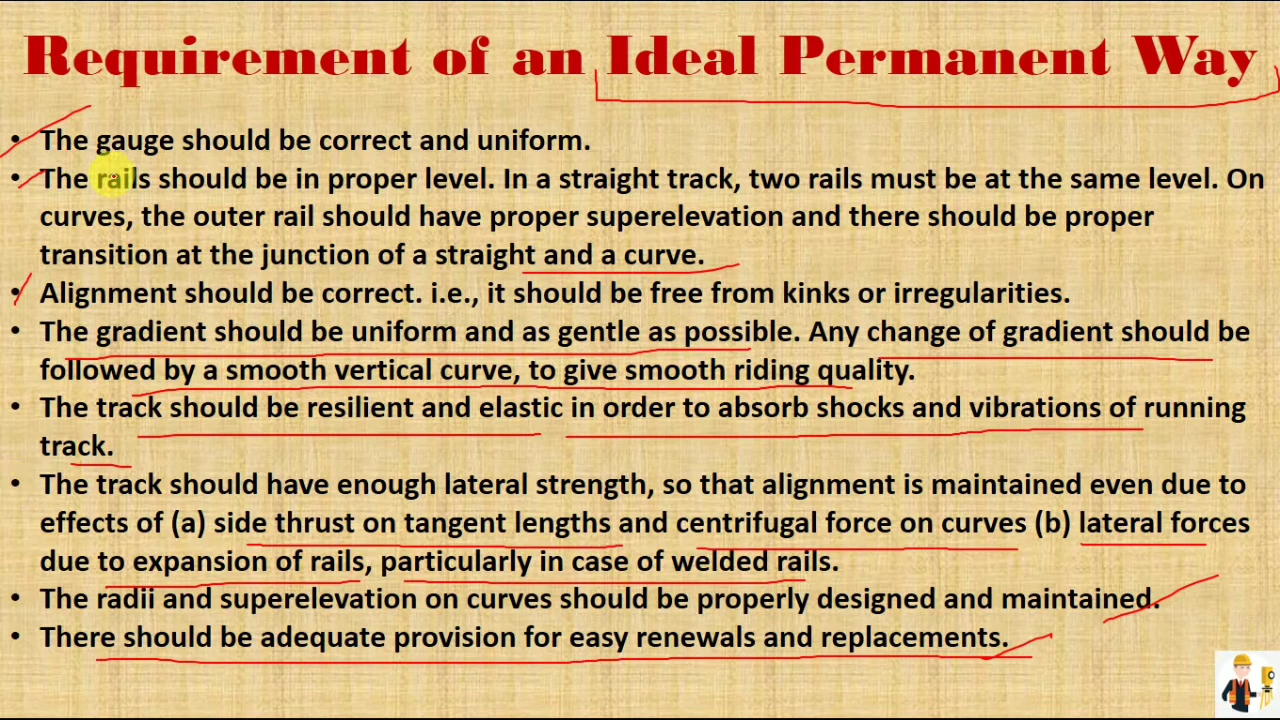 Requirement of an Ideal Permanent Way
• The gauge should be correct and uniform.
• The rails should be in proper level. In a straight track, two rails must be at the same level. On
curves, the outer rail should have proper superelevation and there should be proper
transition at the junction of a straight and a curve.
• Alignment should be correct. i.e., it should be free from kinks or irregularities.
• The gradient should be uniform and as gentle as possible. Any change of gradient should be
followed by a smooth vertical curve, to give smooth riding quality.
• The track should be resilient and elastic in order to absorb shocks and vibrations of running
track.
• The track should have enough lateral strength, so that alignment is maintained even due to
effects of (a) side thrust on tangent lengths and centrifugal force on curves (b) lateral forces
due to expansion of rails, particularly in case of welded rails.
• The radii and superelevation on curves should be properly designed and maintained.
• There should be adequate provision for easy renewals and replacements.